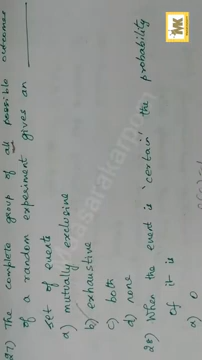 27) The complete group of all possible outcomes
of a random experiment gives an
set of events
a) mutually exclusive
b) exhaustive
c) both
d) none
28) When the event is 'certain' the probability
of it is
a) 0